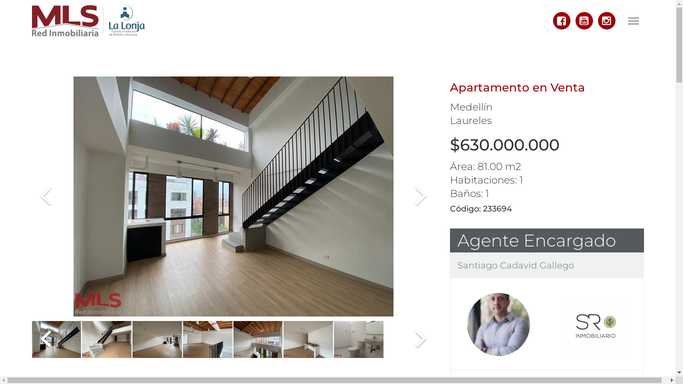 MLS
Red Inmobiliaria
La Lonja
Apartamento en Venta
Medellín
Laureles
$630.000.000
Área: 81.00 m2
Habitaciones: 1
Baños: 1
Código: 233694
MLS
Agente Encargado
Santiago Cadavid Gallego
SR
INMOBILIARIO